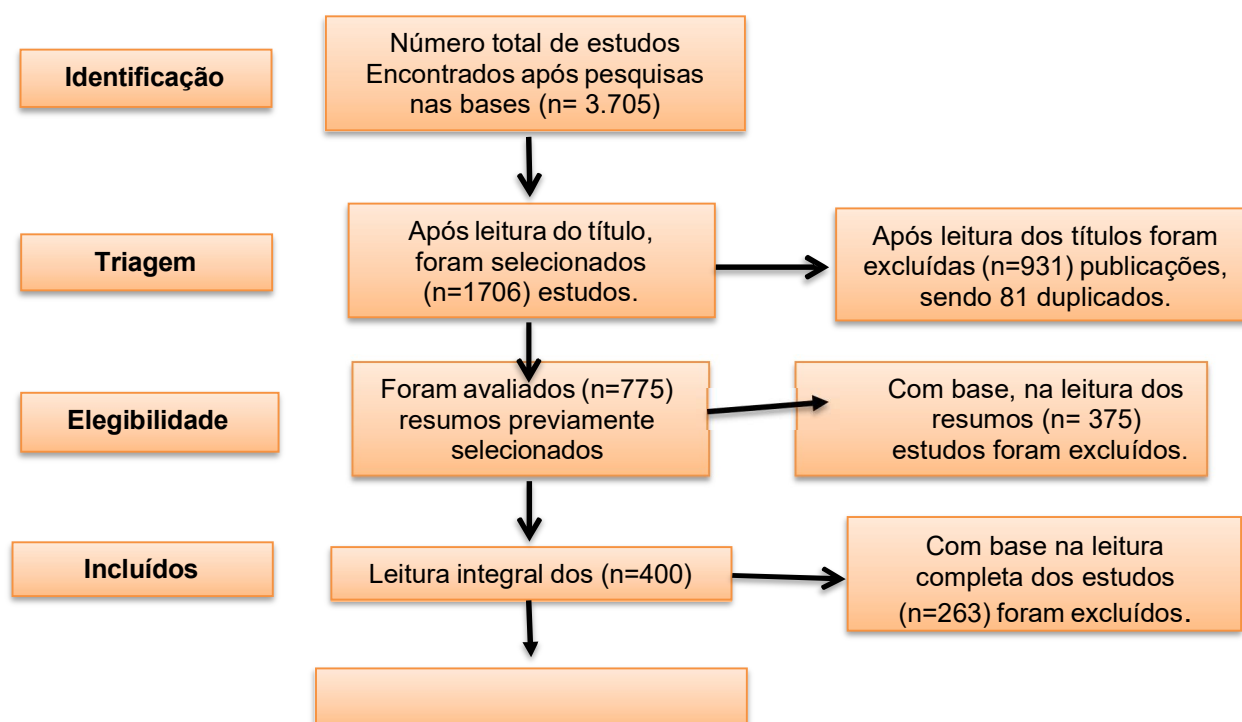 Identificação
Número total de estudos
Encontrados após pesquisas
nas bases (n= 3.705)
Triagem
Após leitura do título,
foram selecionados
(n=1706) estudos.
Após leitura dos títulos foram
excluídas (n=931) publicações,
sendo 81 duplicados.
Elegibilidade
Foram avaliados (n=775)
resumos previamente
selecionados
Com base, na leitura dos
resumos (n= 375)
estudos foram excluídos.
Incluídos
Leitura integral dos (n=400)
Com base na leitura
completa dos estudos
(n=263) foram excluídos.